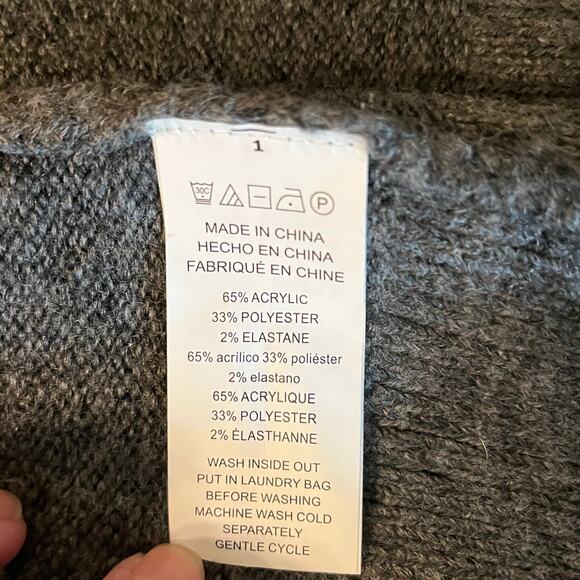 1
30C P
MADE IN CHINA
HECHO EN CHINA
FABRIQUÉ EN CHINE
65% ACRYLIC
33% POLYESTER
2% ELASTANE
65% acrílico 33% poliéster
2% elastano
65% ACRYLIQUE
33% POLYESTER
2% ÉLASTHANNE
WASH INSIDE OUT
PUT IN LAUNDRY BAG
BEFORE WASHING
MACHINE WASH COLD
SEPARATELY
GENTLE CYCLE